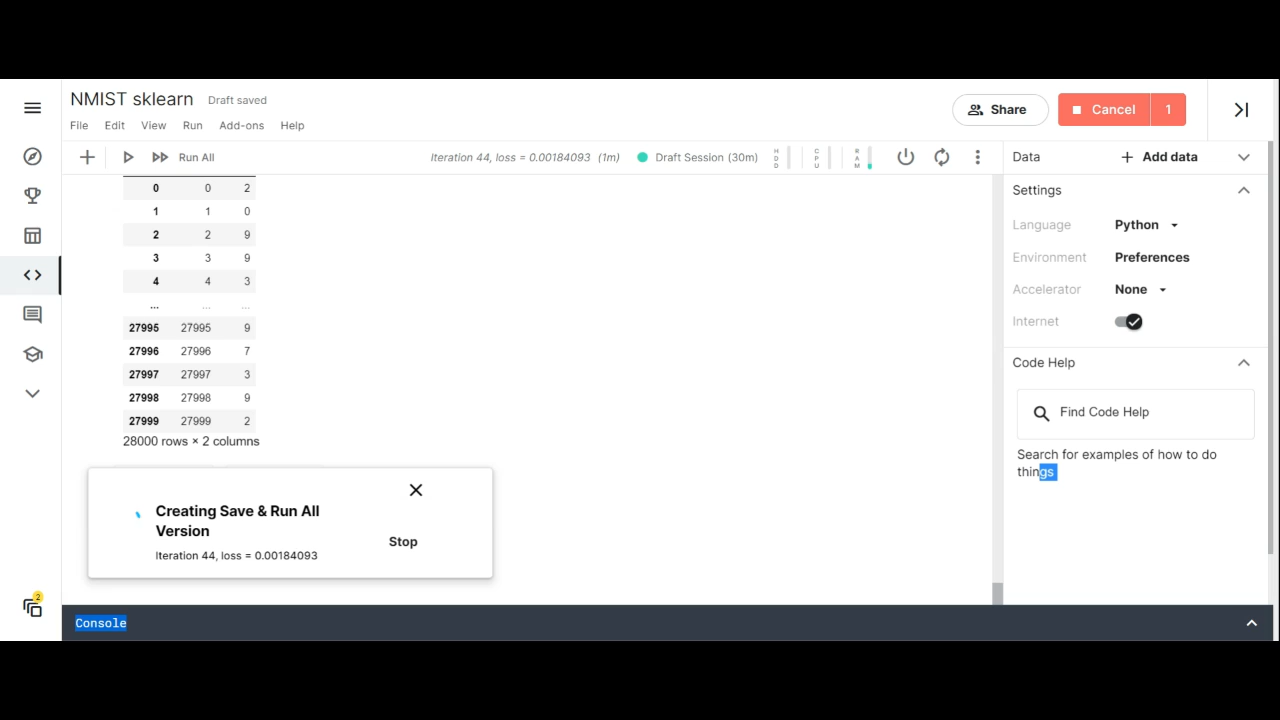 NMIST sklearn Draft saved
File Edit View Run Add-ons Help
Share
Cancel 1
Run All
Iteration 44, loss = 0.00184093 (1m)
Draft Session (30m)
HDD
CPU
RAM
0 0 2
1 1 0
2 2 9
3 3 9
4 4 3
... ... ...
27995 27995 9
27996 27996 7
27997 27997 3
27998 27998 9
27999 27999 2
28000 rows × 2 columns
Creating Save & Run All
Version
Iteration 44, loss = 0.00184093
Stop
2
Console
Data + Add data
Settings
Language Python
Environment Preferences
Accelerator None
Internet
Code Help
Find Code Help
Search for examples of how to do
things